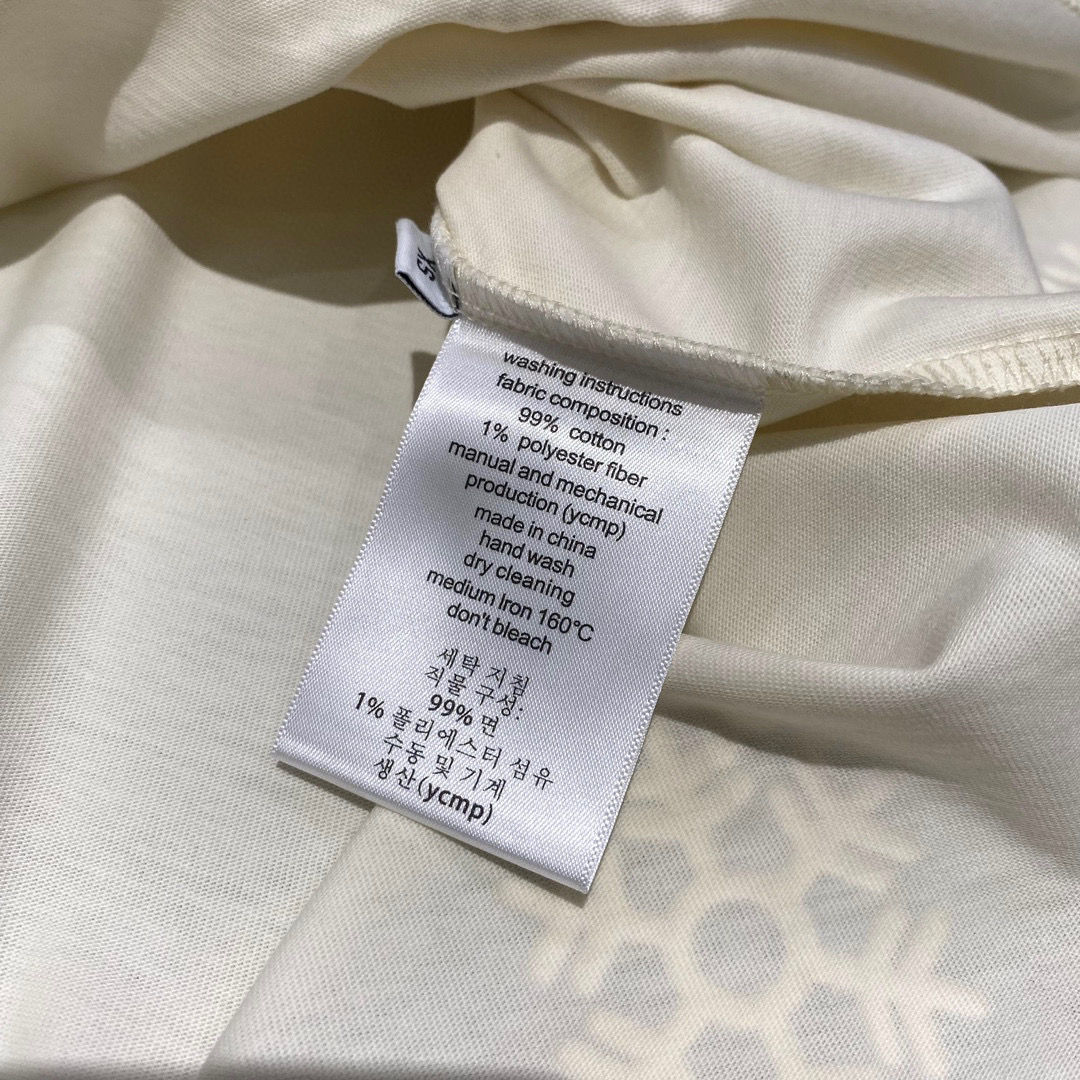 XS
washing instructions
fabric composition :
99% cotton
1% polyester fiber
manual and mechanical
production (ycmp)
made in china
hand wash
dry cleaning
medium Iron 160°C
don't bleach
세탁 지침
직물 구성:
99% 면
1% 폴리에스터 섬유
수동 및 기계
생산(ycmp)